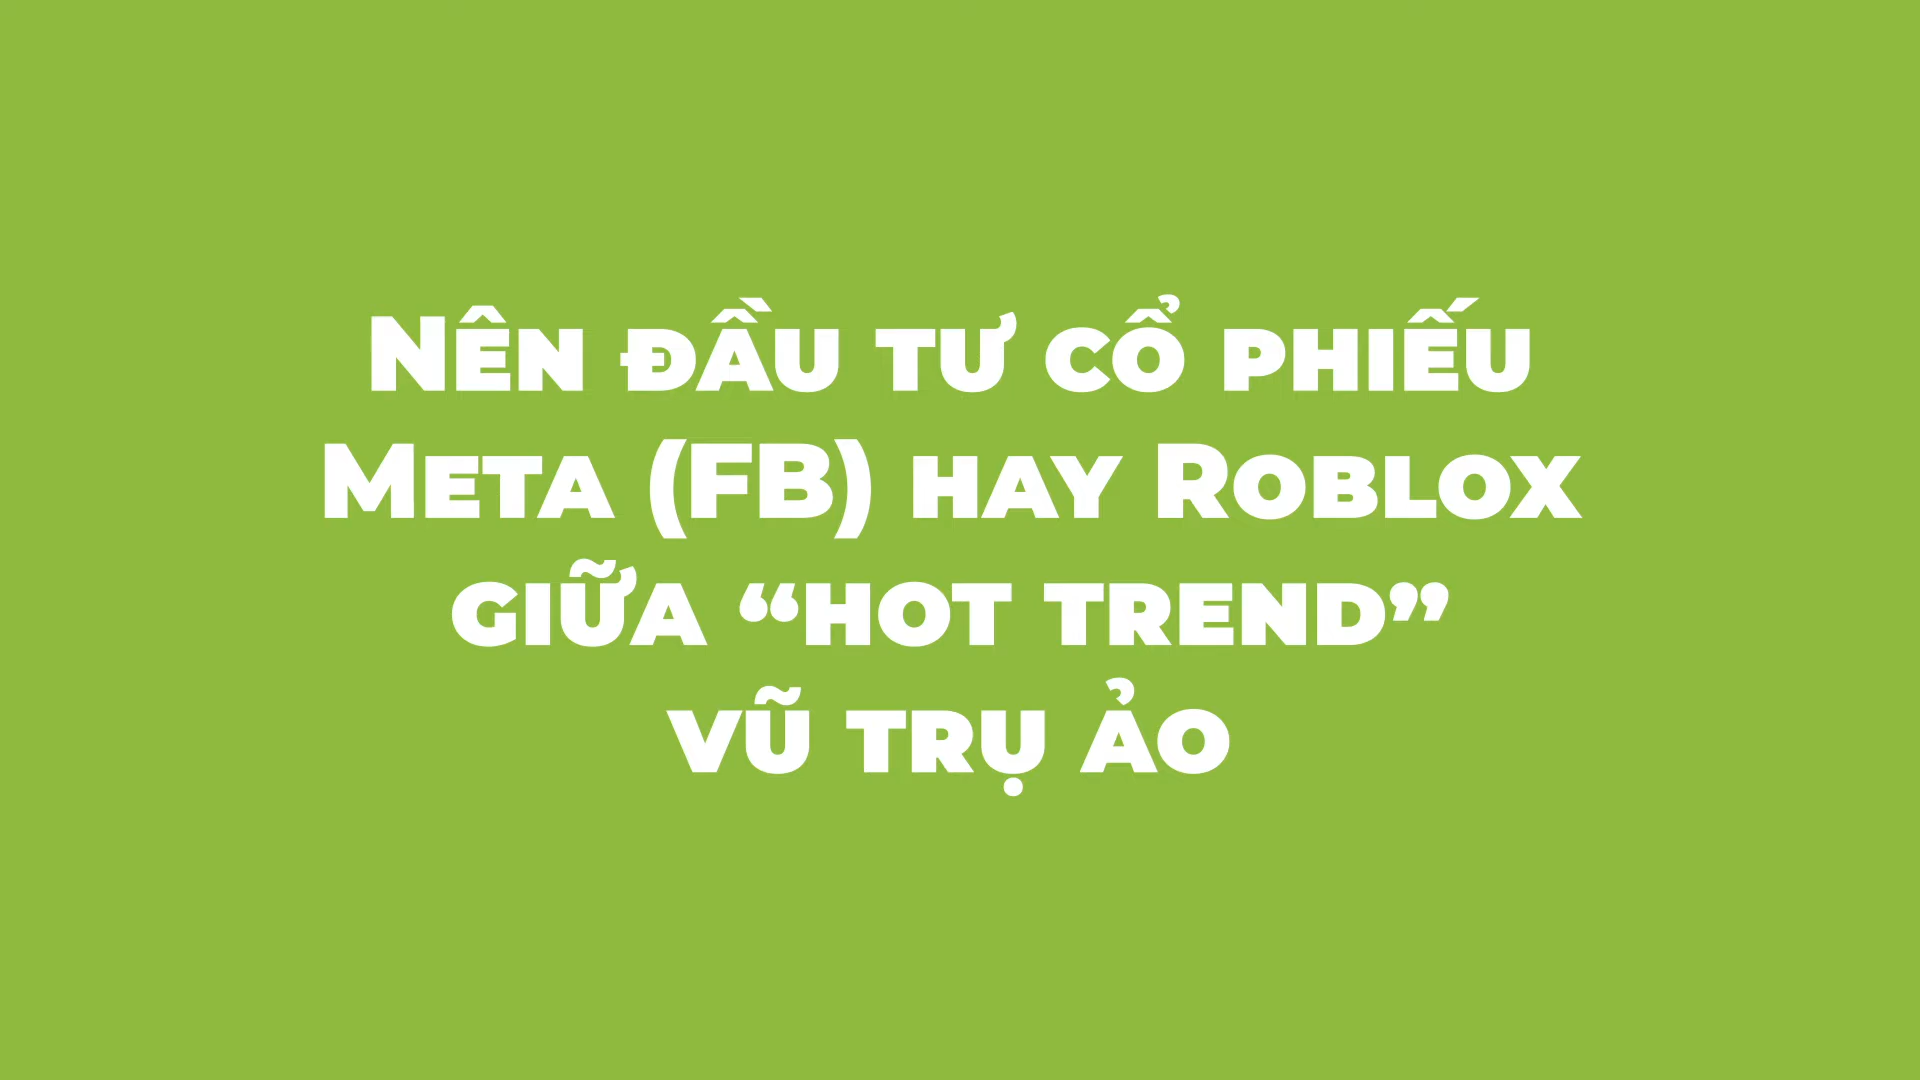 Nên đầu tư cổ phiếu
Meta (FB) hay Roblox
giữa “hot trend”
vũ trụ ảo